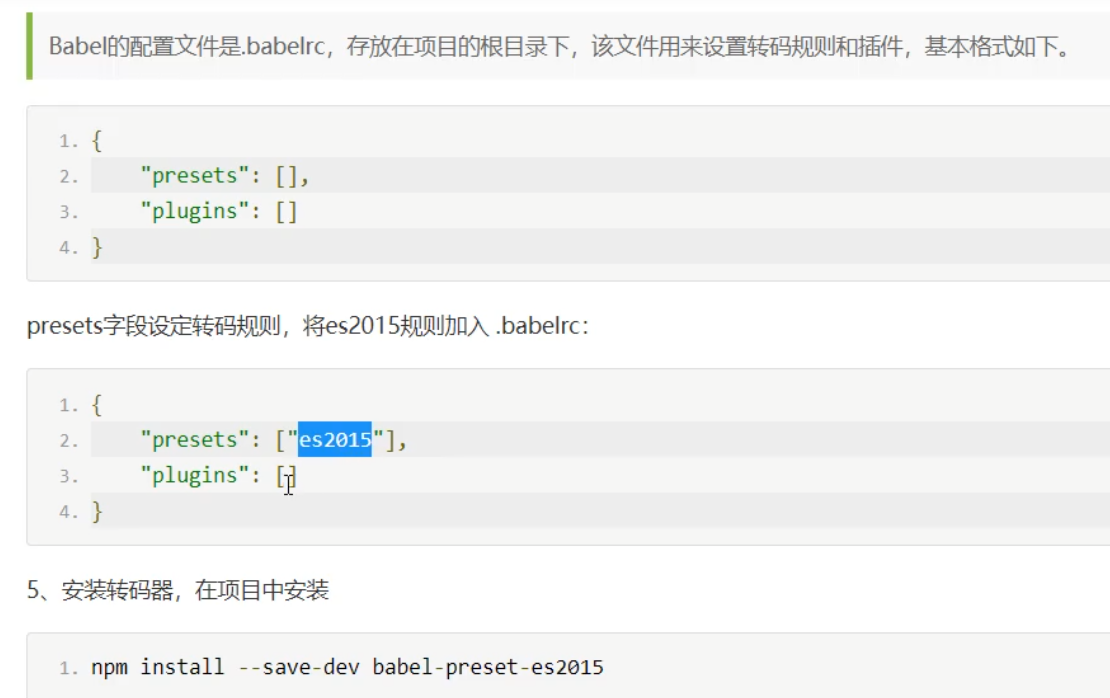 Babel的配置文件是.babelrc，存放在项目的根目录下，该文件用来设置转码规则和插件，基本格式如下。
1. {
2. "presets": [],
3. "plugins": []
4. }
presets字段设定转码规则，将es2015规则加入 .babelrc：
1. {
2. "presets": ["es2015"],
3. "plugins": []
4. }
5、安装转码器，在项目中安装
1. npm install --save-dev babel-preset-es2015